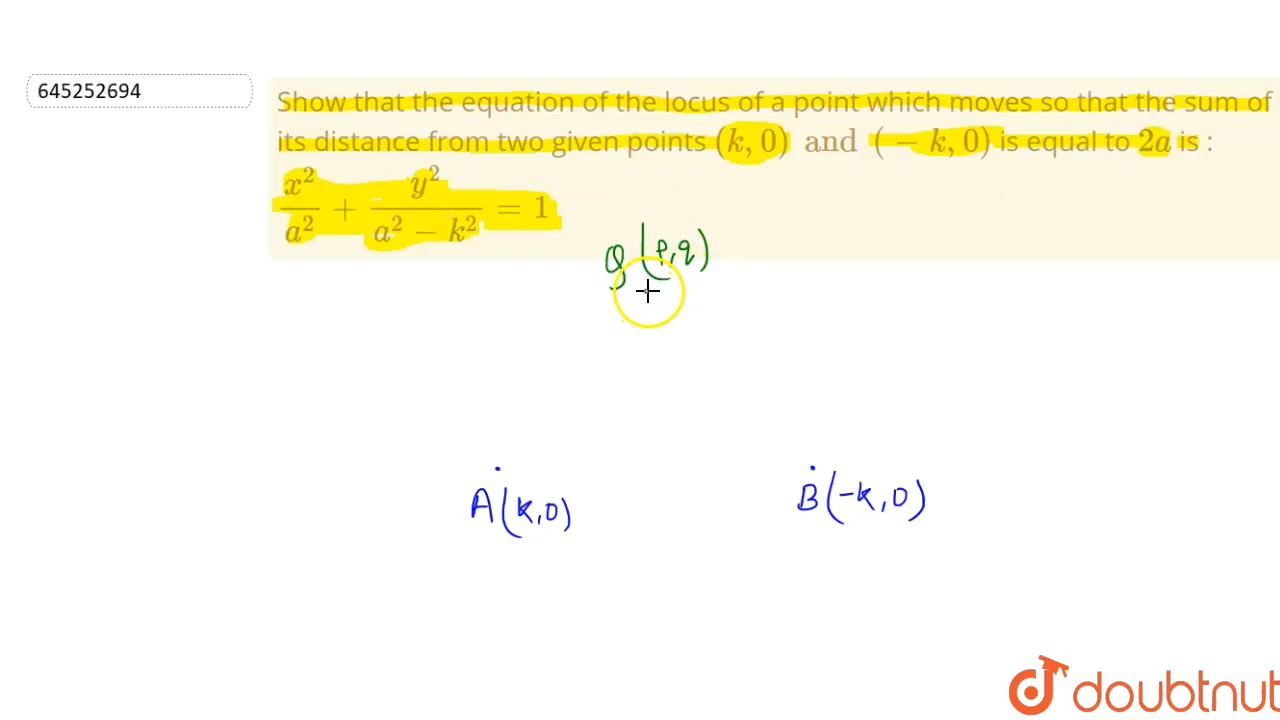 645252694
Show that the equation of the locus of a point which moves so that the sum of
its distance from two given points (k, 0) and (−k, 0) is equal to 2a is :
x²/a² + y²/(a² − k²) = 1
Q(p,q)
A(k,0) B(-k,0)
doubtnut